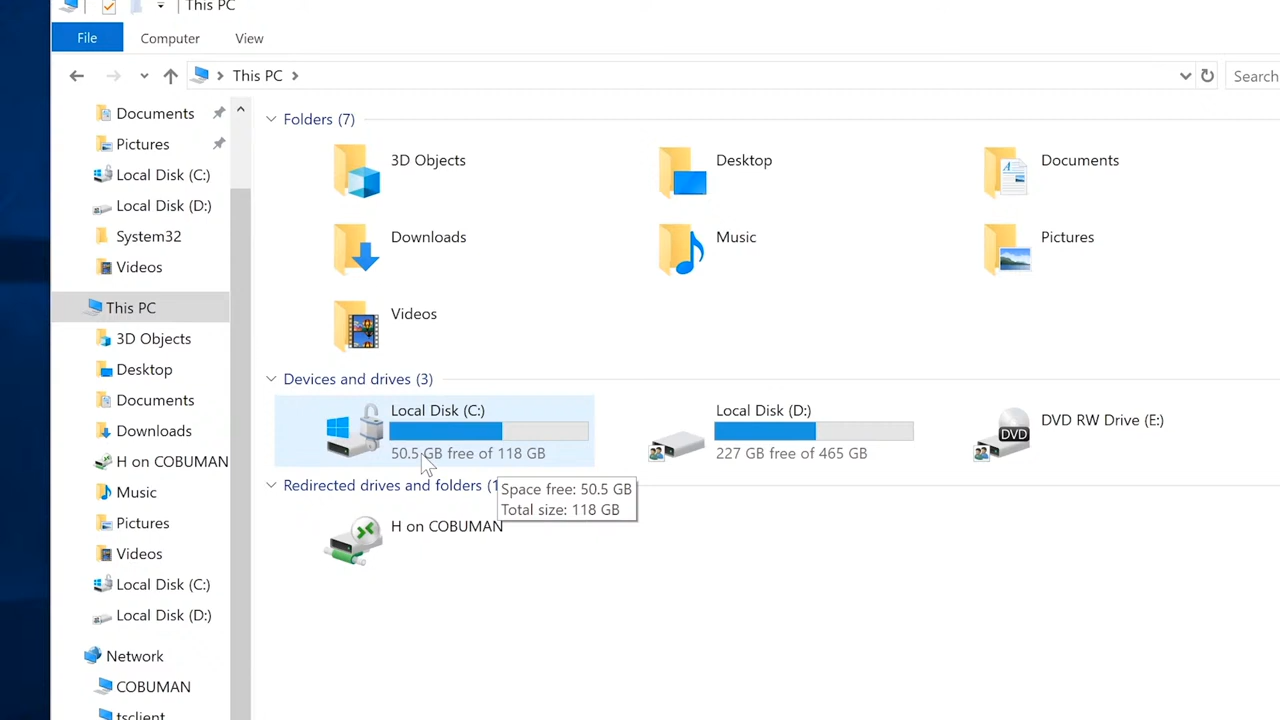 This PC
File
Computer
View
This PC
Search
Documents
Pictures
Local Disk (C:)
Local Disk (D:)
System32
Videos
This PC
3D Objects
Desktop
Documents
Downloads
H on COBUMAN
Music
Pictures
Videos
Local Disk (C:)
Local Disk (D:)
Network
COBUMAN
tsclient
Folders (7)
3D Objects
Desktop
Documents
Downloads
Music
Pictures
Videos
Devices and drives (3)
Local Disk (C:)
50.5 GB free of 118 GB
Local Disk (D:)
227 GB free of 465 GB
DVD RW Drive (E:)
DVD
Redirected drives and folders (1
Space free: 50.5 GB
Total size: 118 GB
H on COBUMAN